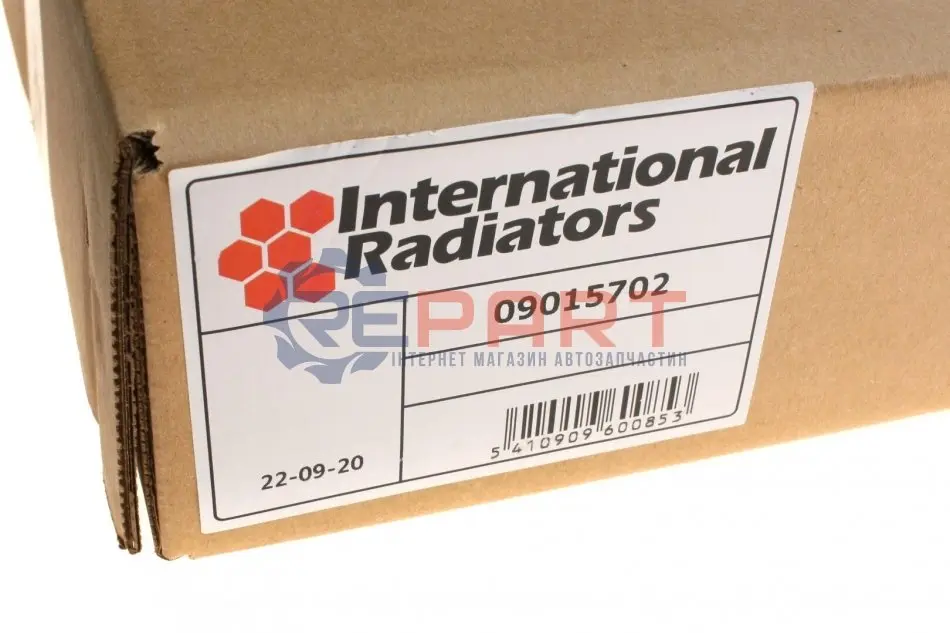 International
Radiators
09015702
REPART
ІНТЕРНЕТ МАГАЗИН АВТОЗАПЧАСТИН
5 410909 600853
22-09-20